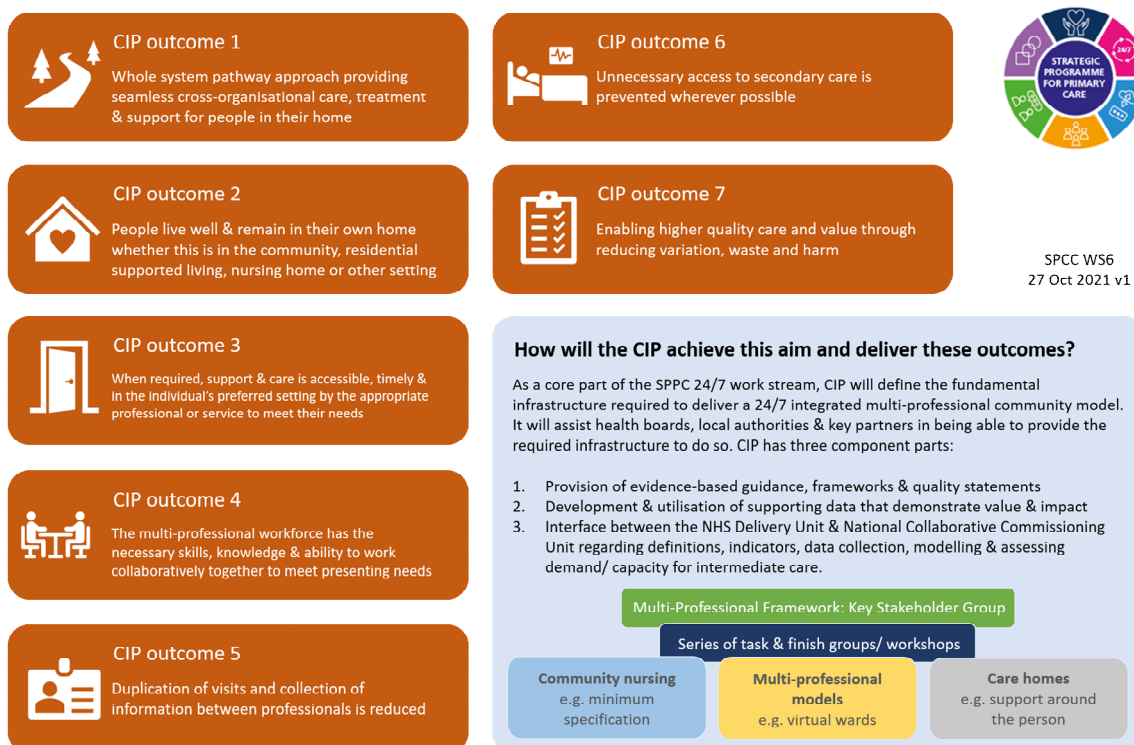 CIP outcome 1
Whole system pathway approach providing
seamless cross-organisational care, treatment
& support for people in their home
CIP outcome 2
People live well & remain in their own home
whether this is in the community, residential
supported living, nursing home or other setting
CIP outcome 3
When required, support & care is accessible, timely &
in the individual's preferred setting by the appropriate
professional or service to meet their needs
CIP outcome 4
The multi-professional workforce has the
necessary skills, knowledge & ability to work
collaboratively together to meet presenting needs
CIP outcome 5
Duplication of visits and collection of
information between professionals is reduced
CIP outcome 6
Unnecessary access to secondary care is
prevented wherever possible
CIP outcome 7
Enabling higher quality care and value through
reducing variation, waste and harm
STRATEGIC
PROGRAMME
FOR PRIMARY
CARE
24/7
SPCC WS6
27 Oct 2021 v1
How will the CIP achieve this aim and deliver these outcomes?
As a core part of the SPPC 24/7 work stream, CIP will define the fundamental
infrastructure required to deliver a 24/7 integrated multi-professional community model.
It will assist health boards, local authorities & key partners in being able to provide the
required infrastructure to do so. CIP has three component parts:
1. Provision of evidence-based guidance, frameworks & quality statements
2. Development & utilisation of supporting data that demonstrate value & impact
3. Interface between the NHS Delivery Unit & National Collaborative Commissioning
Unit regarding definitions, indicators, data collection, modelling & assessing
demand/ capacity for intermediate care.
Multi-Professional Framework: Key Stakeholder Group
Series of task & finish groups/ workshops
Community nursing
e.g. minimum
specification
Multi-professional
models
e.g. virtual wards
Care homes
e.g. support around
the person